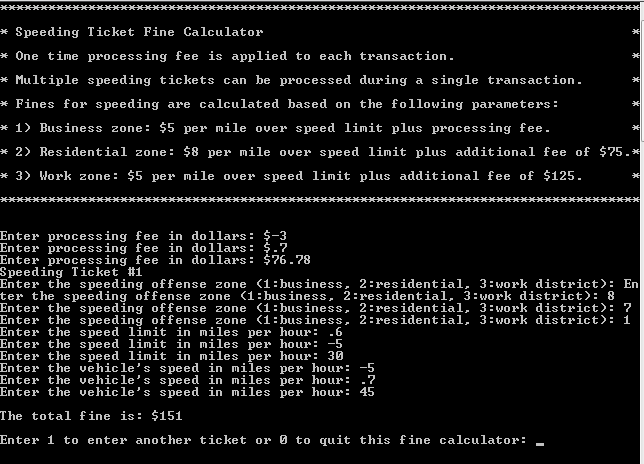 ********************************************************************************
* Speeding Ticket Fine Calculator *
* One time processing fee is applied to each transaction. *
* Multiple speeding tickets can be processed during a single transaction. *
* Fines for speeding are calculated based on the following parameters: *
* 1) Business zone: $5 per mile over speed limit plus processing fee. *
* 2) Residential zone: $8 per mile over speed limit plus additional fee of $75.*
* 3) Work zone: $5 per mile over speed limit plus additional fee of $125. *
********************************************************************************
Enter processing fee in dollars: $-3
Enter processing fee in dollars: $.7
Enter processing fee in dollars: $76.78
Speeding Ticket #1
Enter the speeding offense zone (1:business, 2:residential, 3:work district): En
ter the speeding offense zone (1:business, 2:residential, 3:work district): 8
Enter the speeding offense zone (1:business, 2:residential, 3:work district): 7
Enter the speeding offense zone (1:business, 2:residential, 3:work district): 1
Enter the speed limit in miles per hour: .6
Enter the speed limit in miles per hour: -5
Enter the speed limit in miles per hour: 30
Enter the vehicle's speed in miles per hour: -5
Enter the vehicle's speed in miles per hour: .7
Enter the vehicle's speed in miles per hour: 45
The total fine is: $151
Enter 1 to enter another ticket or 0 to quit this fine calculator: _